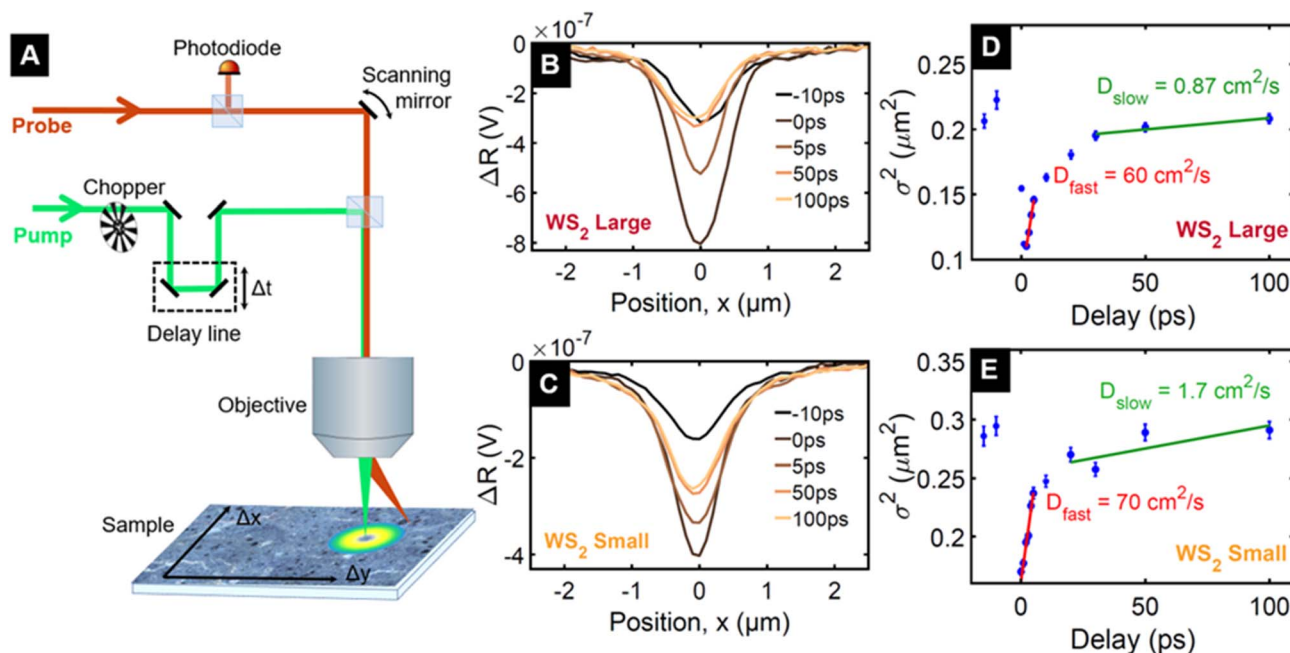 A
Photodiode
Scanning
mirror
Probe
Chopper
Pump
Δt
Delay line
Objective
Sample
Δx
Δy
B
× 10⁻⁷
0
-2
-4
-6
-8
ΔR (V)
-10ps
0ps
5ps
50ps
100ps
WS₂ Large
-2 -1 0 1 2
Position, x (μm)
C
× 10⁻⁷
0
-2
-4
ΔR (V)
-10ps
0ps
5ps
50ps
100ps
WS₂ Small
-2 -1 0 1 2
Position, x (μm)
D
0.25
0.2
0.15
0.1
σ² (μm²)
D_slow = 0.87 cm²/s
D_fast = 60 cm²/s
WS₂ Large
0 50 100
Delay (ps)
E
0.35
0.3
0.25
0.2
σ² (μm²)
D_slow = 1.7 cm²/s
D_fast = 70 cm²/s
WS₂ Small
0 50 100
Delay (ps)